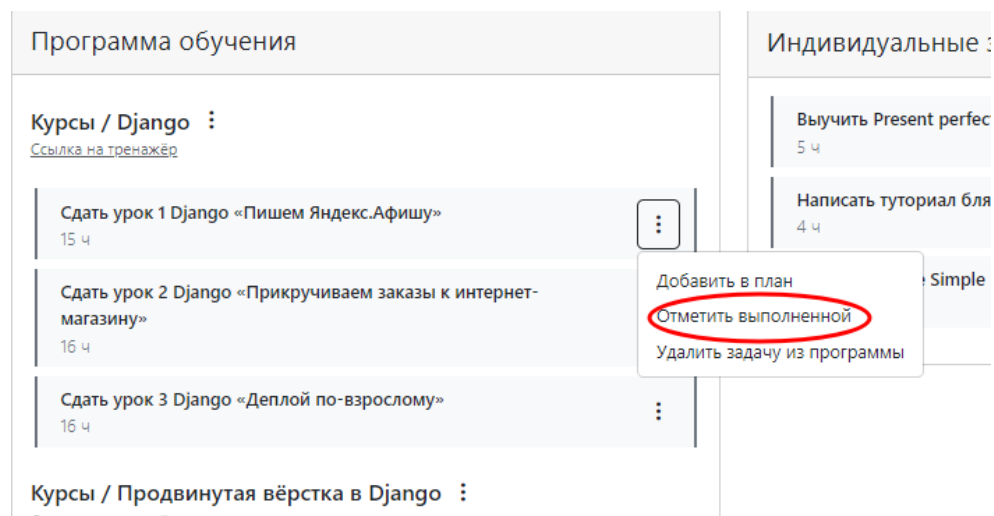 Программа обучения
Курсы / Django
Ссылка на тренажёр
Сдать урок 1 Django «Пишем Яндекс.Афишу»
15 ч
Сдать урок 2 Django «Прикручиваем заказы к интернет-
магазину»
16 ч
Сдать урок 3 Django «Деплой по-взрослому»
16 ч
Курсы / Продвинутая вёрстка в Django
Добавить в план
Отметить выполненной
Удалить задачу из программы
Индивидуальные
Выучить Present perfect
5 ч
Написать туториал бля
4 ч
Simple